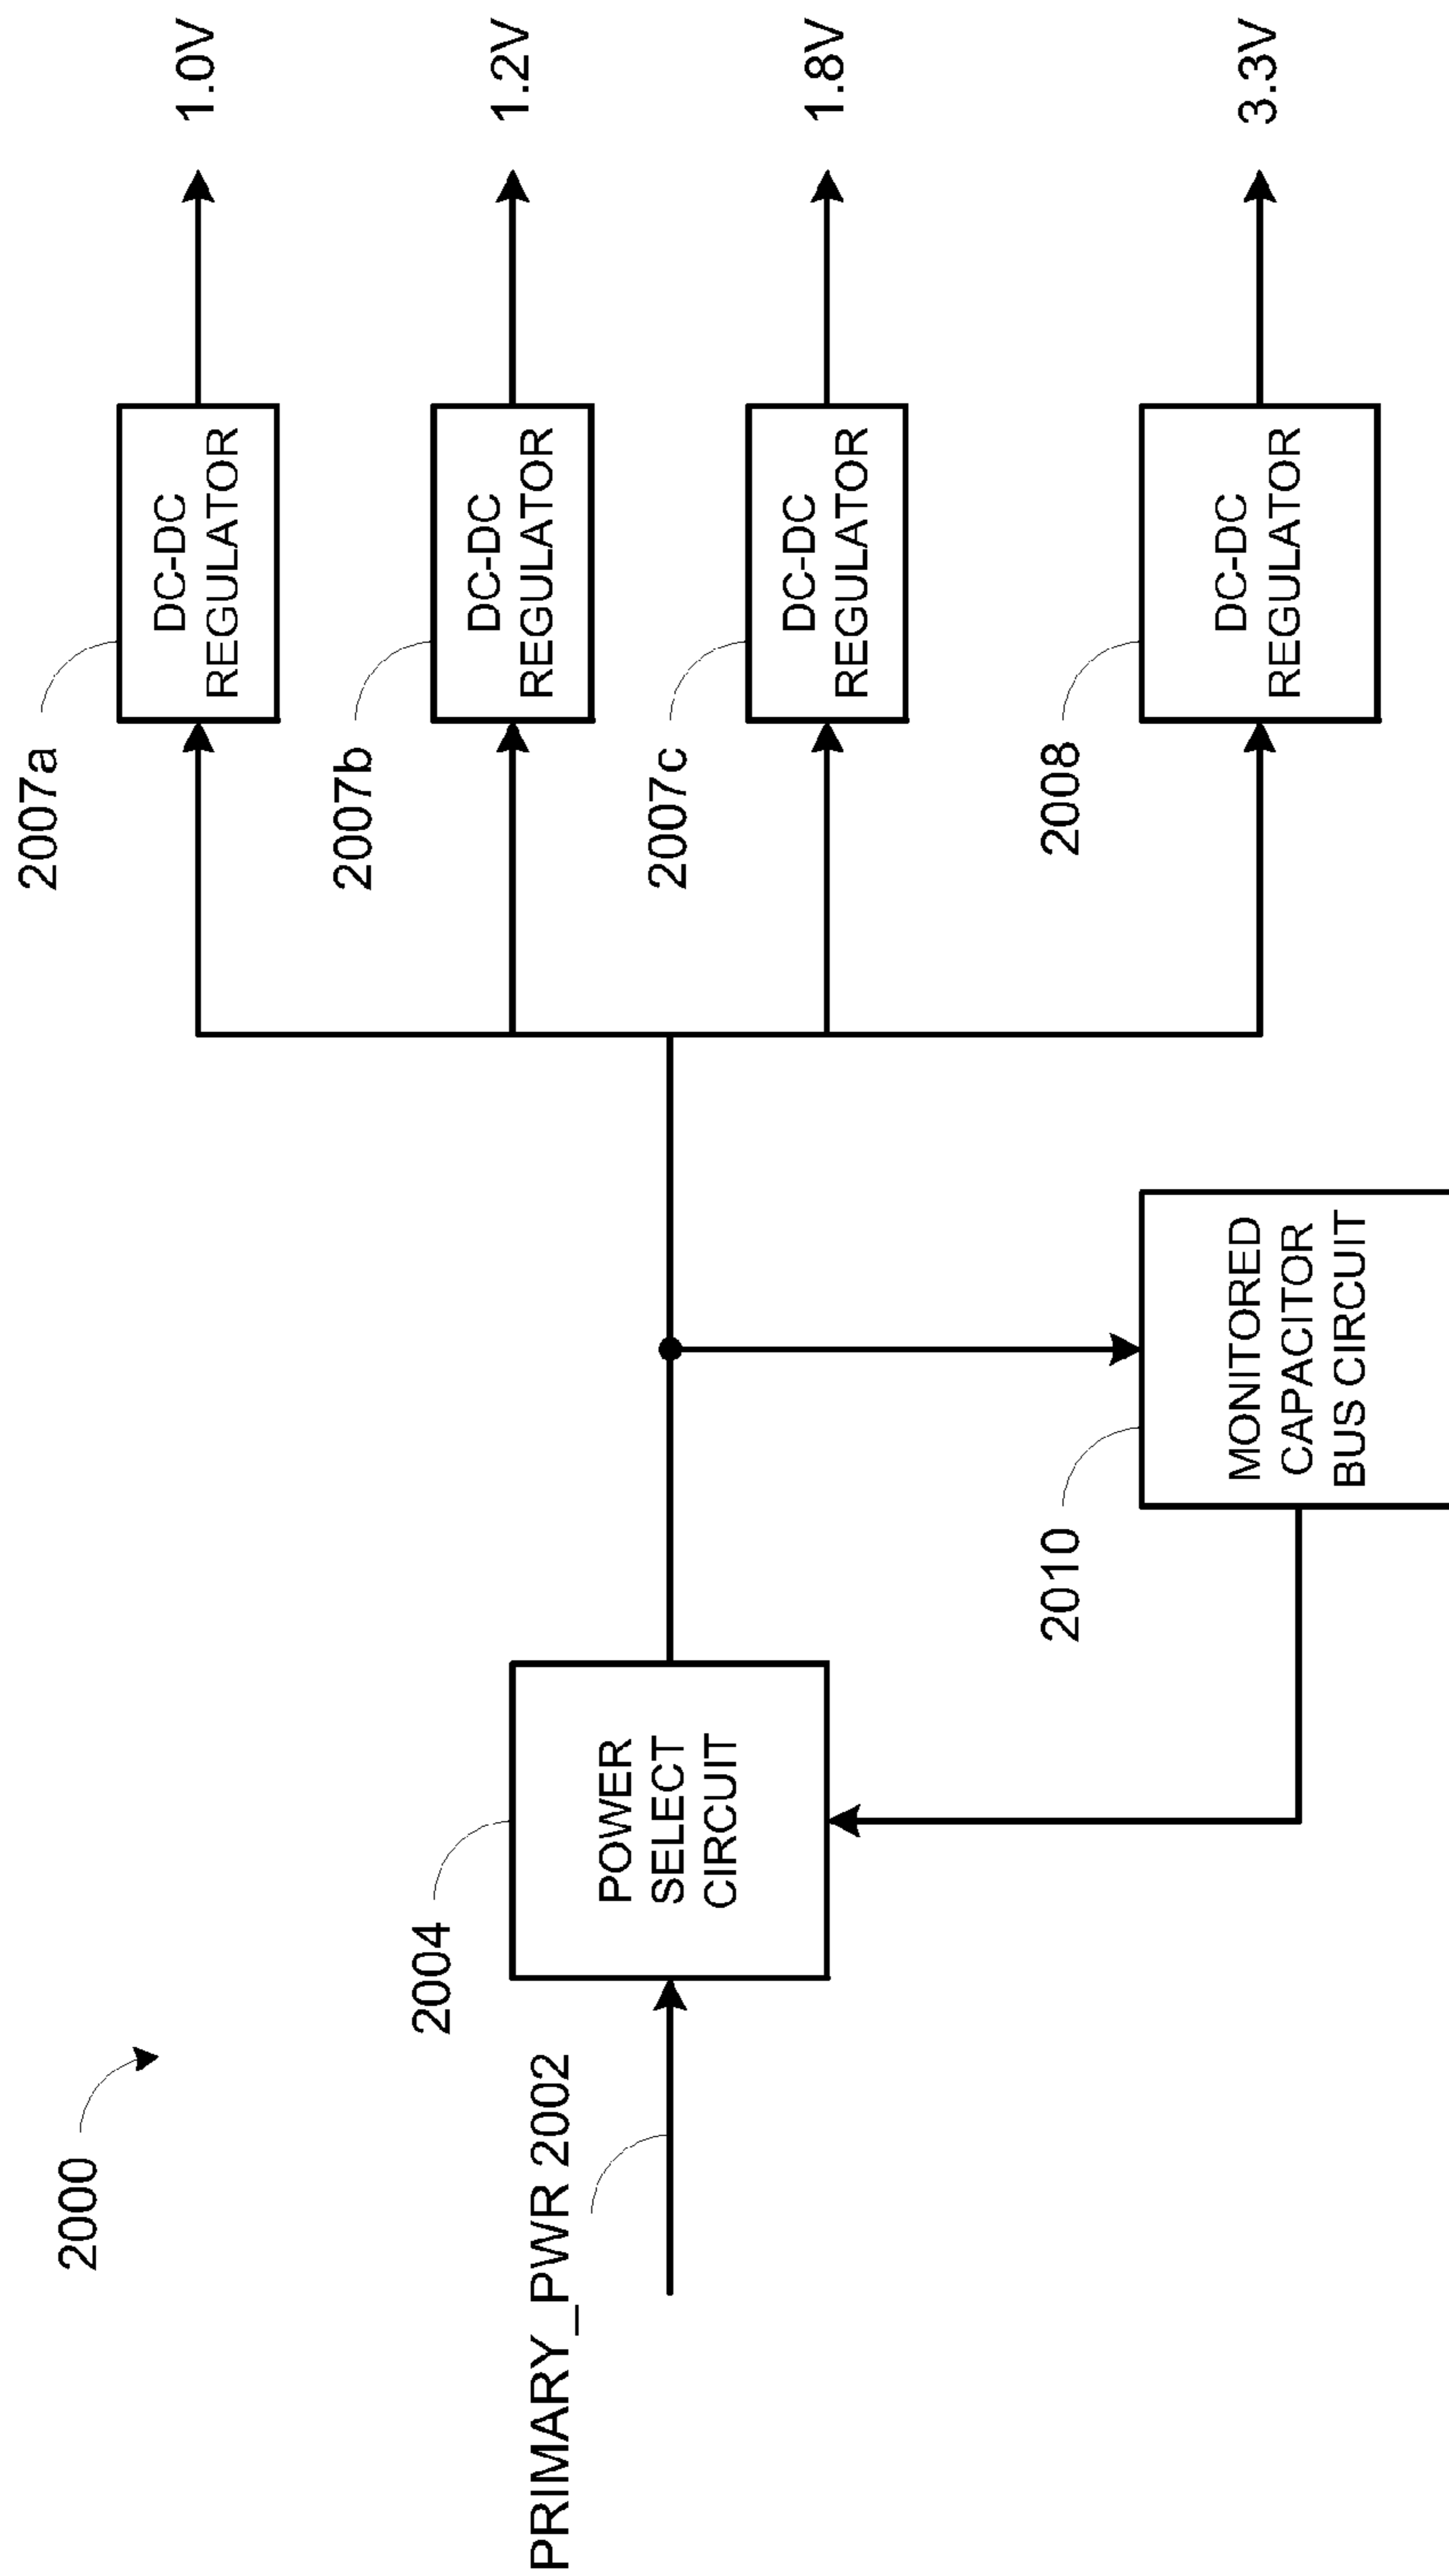 2000
PRIMARY_PWR 2002
2004
POWER
SELECT
CIRCUIT
2010
MONITORED
CAPACITOR
BUS CIRCUIT
2007a
DC-DC
REGULATOR
1.0V
2007b
DC-DC
REGULATOR
1.2V
2007c
DC-DC
REGULATOR
1.8V
2008
DC-DC
REGULATOR
3.3V